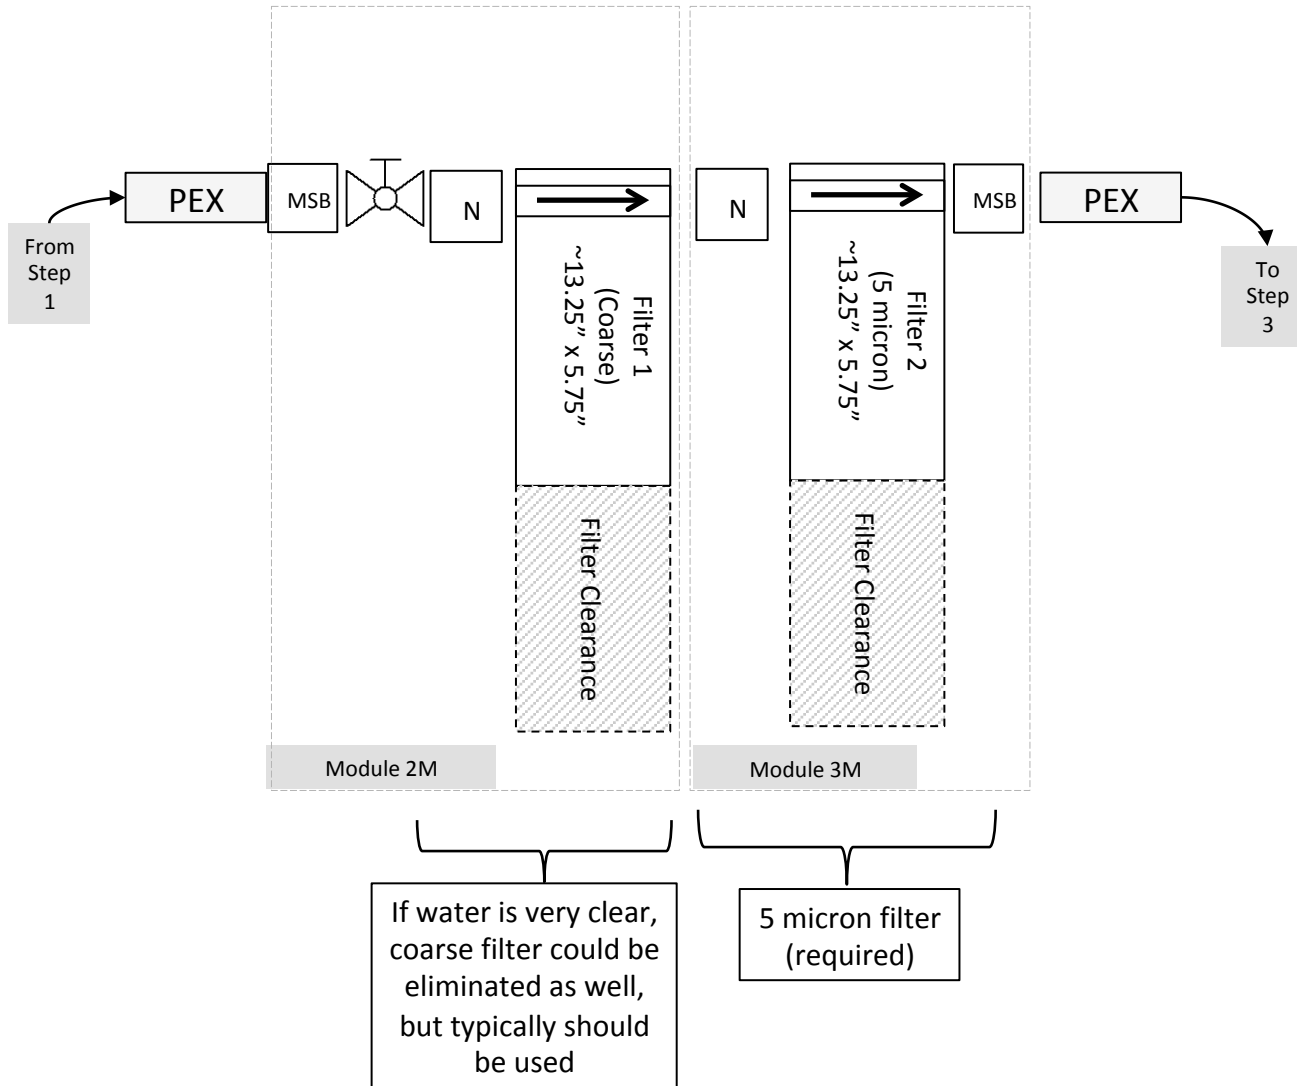 PEX
MSB
N
N
MSB
PEX
From
Step
1
To
Step
3
Filter 1
(Coarse)
~13.25” x 5.75”
Filter 2
(5 micron)
~13.25” x 5.75”
Filter Clearance
Filter Clearance
Module 2M
Module 3M
If water is very clear,
coarse filter could be
eliminated as well,
but typically should
be used
5 micron filter
(required)